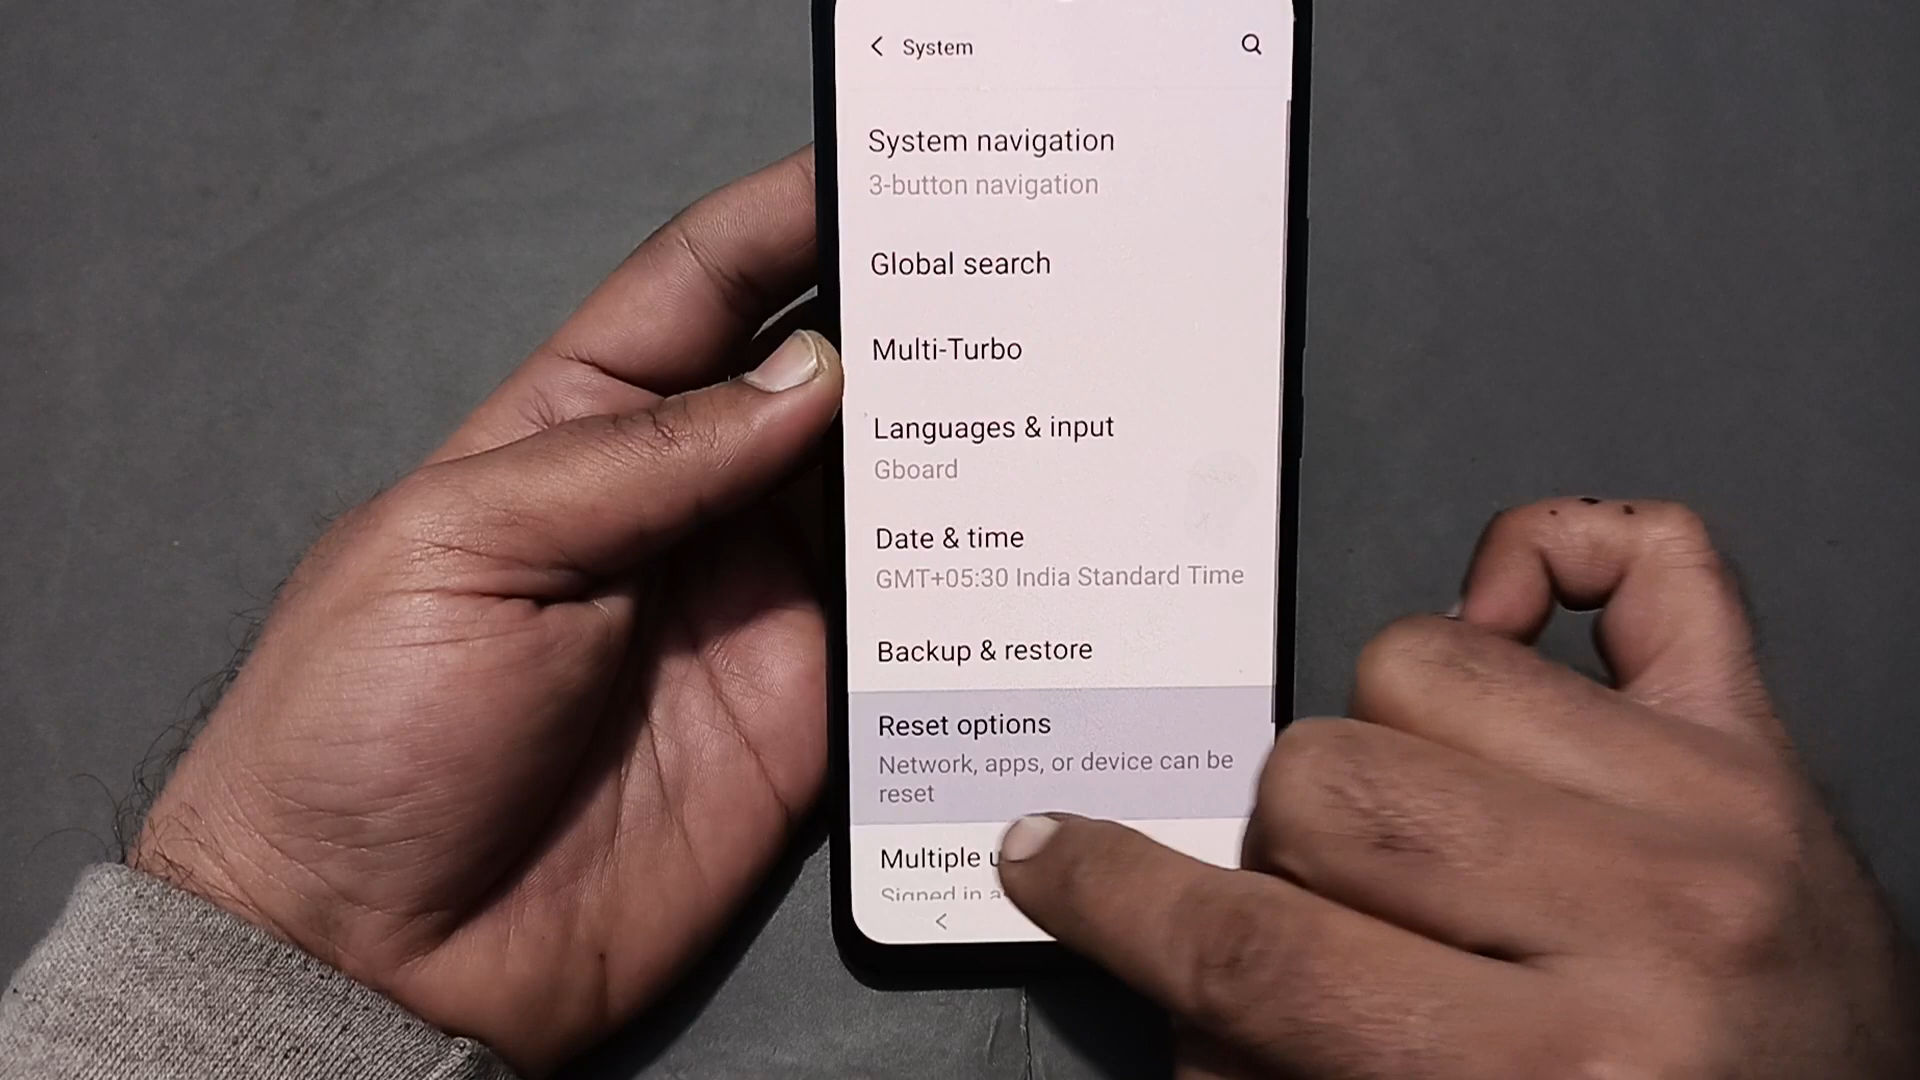 System
System navigation
3-button navigation
Global search
Multi-Turbo
Languages & input
Gboard
Date & time
GMT+05:30 India Standard Time
Backup & restore
Reset options
Network, apps, or device can be
reset
Multiple
Signed in